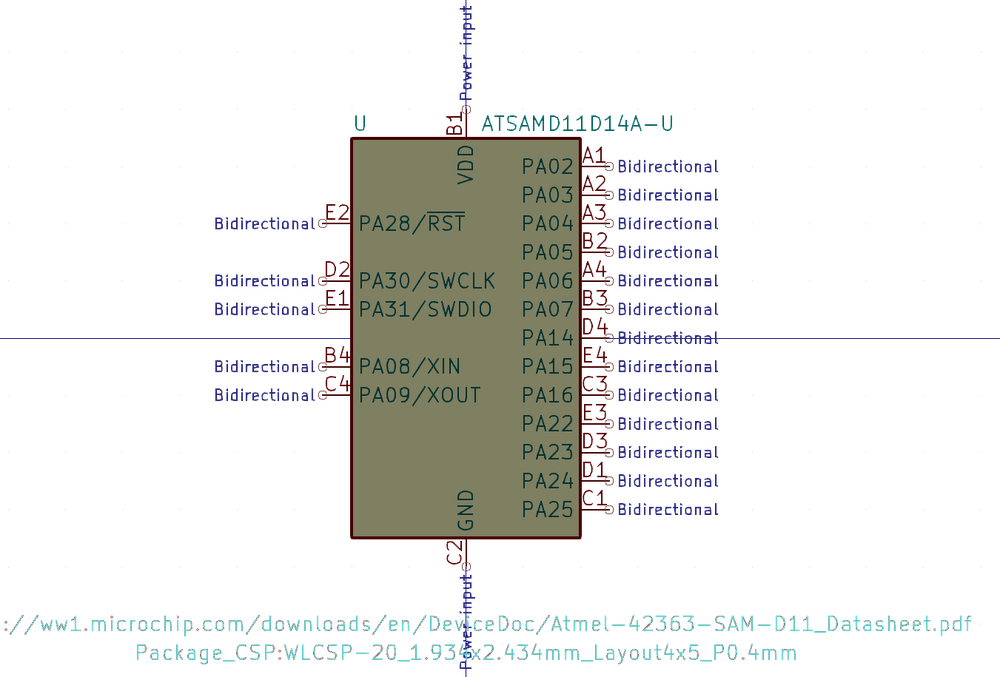 Power input
B1
U ATSAMD11D14A-U
VDD
PA02 A1 Bidirectional
PA03 A2 Bidirectional
Bidirectional E2 PA28/RST PA04 A3 Bidirectional
PA05 B2 Bidirectional
Bidirectional D2 PA30/SWCLK PA06 A4 Bidirectional
Bidirectional E1 PA31/SWDIO PA07 B3 Bidirectional
PA14 D4 Bidirectional
Bidirectional B4 PA08/XIN PA15 E4 Bidirectional
Bidirectional C4 PA09/XOUT PA16 C3 Bidirectional
PA22 E3 Bidirectional
PA23 D3 Bidirectional
PA24 D1 Bidirectional
GND PA25 C1 Bidirectional
C2
Power input
://ww1.microchip.com/downloads/en/DeviceDoc/Atmel-42363-SAM-D11_Datasheet.pdf
Package_CSP:WLCSP-20_1.934x2.434mm_Layout4x5_P0.4mm